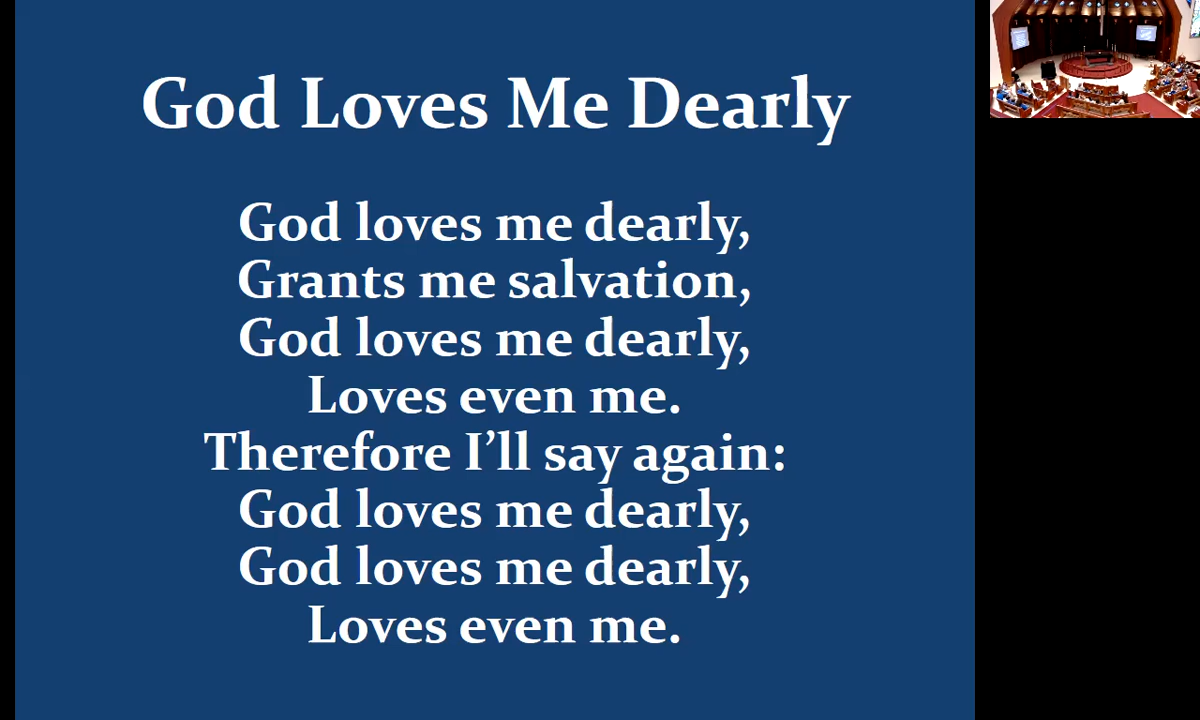 God Loves Me Dearly
God loves me dearly,
Grants me salvation,
God loves me dearly,
Loves even me.
Therefore I’ll say again:
God loves me dearly,
God loves me dearly,
Loves even me.